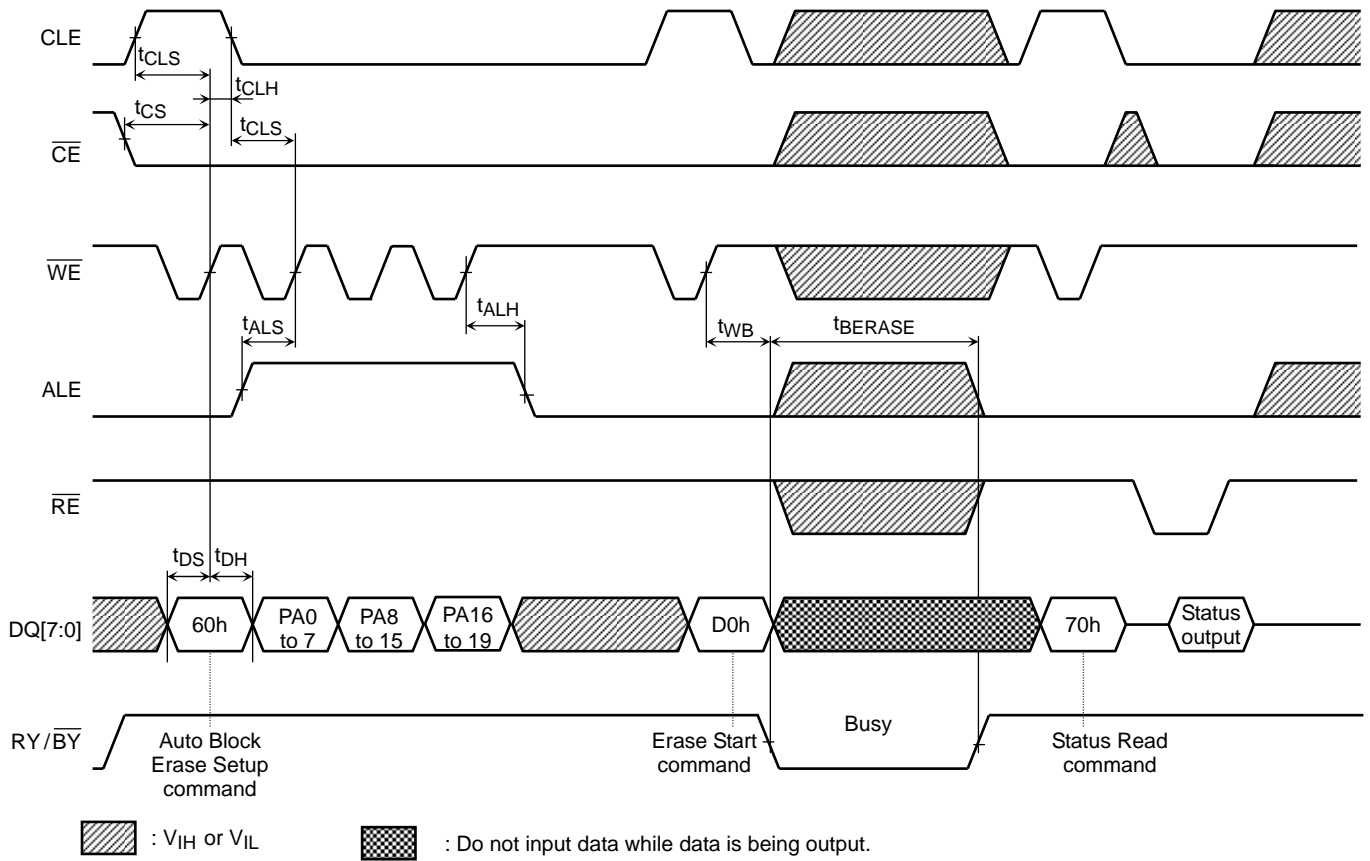 CLE
tCLS
tCLH
tCS
tCLS
CE
WE
tALH
tALS
tWB
tBERASE
ALE
RE
tDS
tDH
DQ[7:0]
60h
PA0
to 7
PA8
to 15
PA16
to 19
D0h
70h
Status
output
RY/BY
Busy
Auto Block
Erase Setup
command
Erase Start
command
Status Read
command
: VIH or VIL
: Do not input data while data is being output.